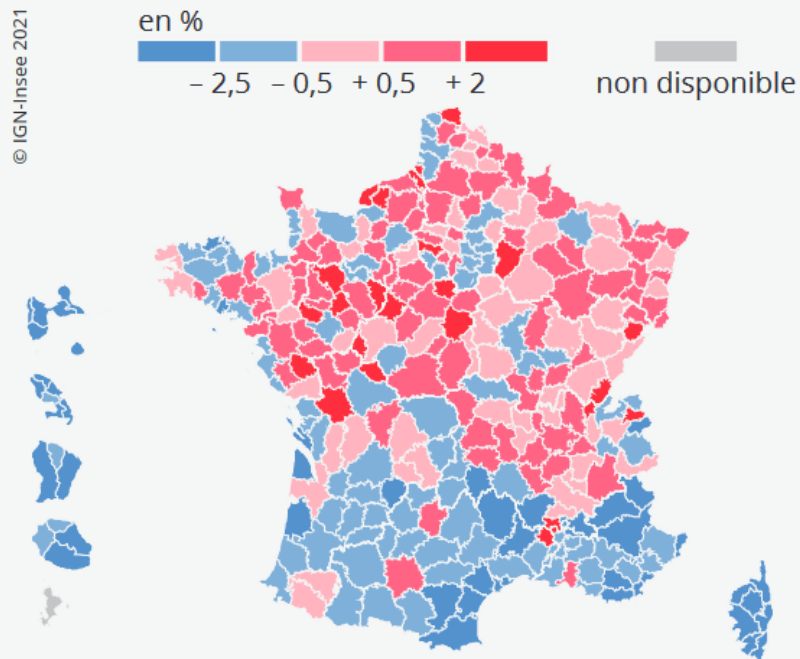 © IGN-Insee 2021
en %
– 2,5 – 0,5 + 0,5 + 2
non disponible